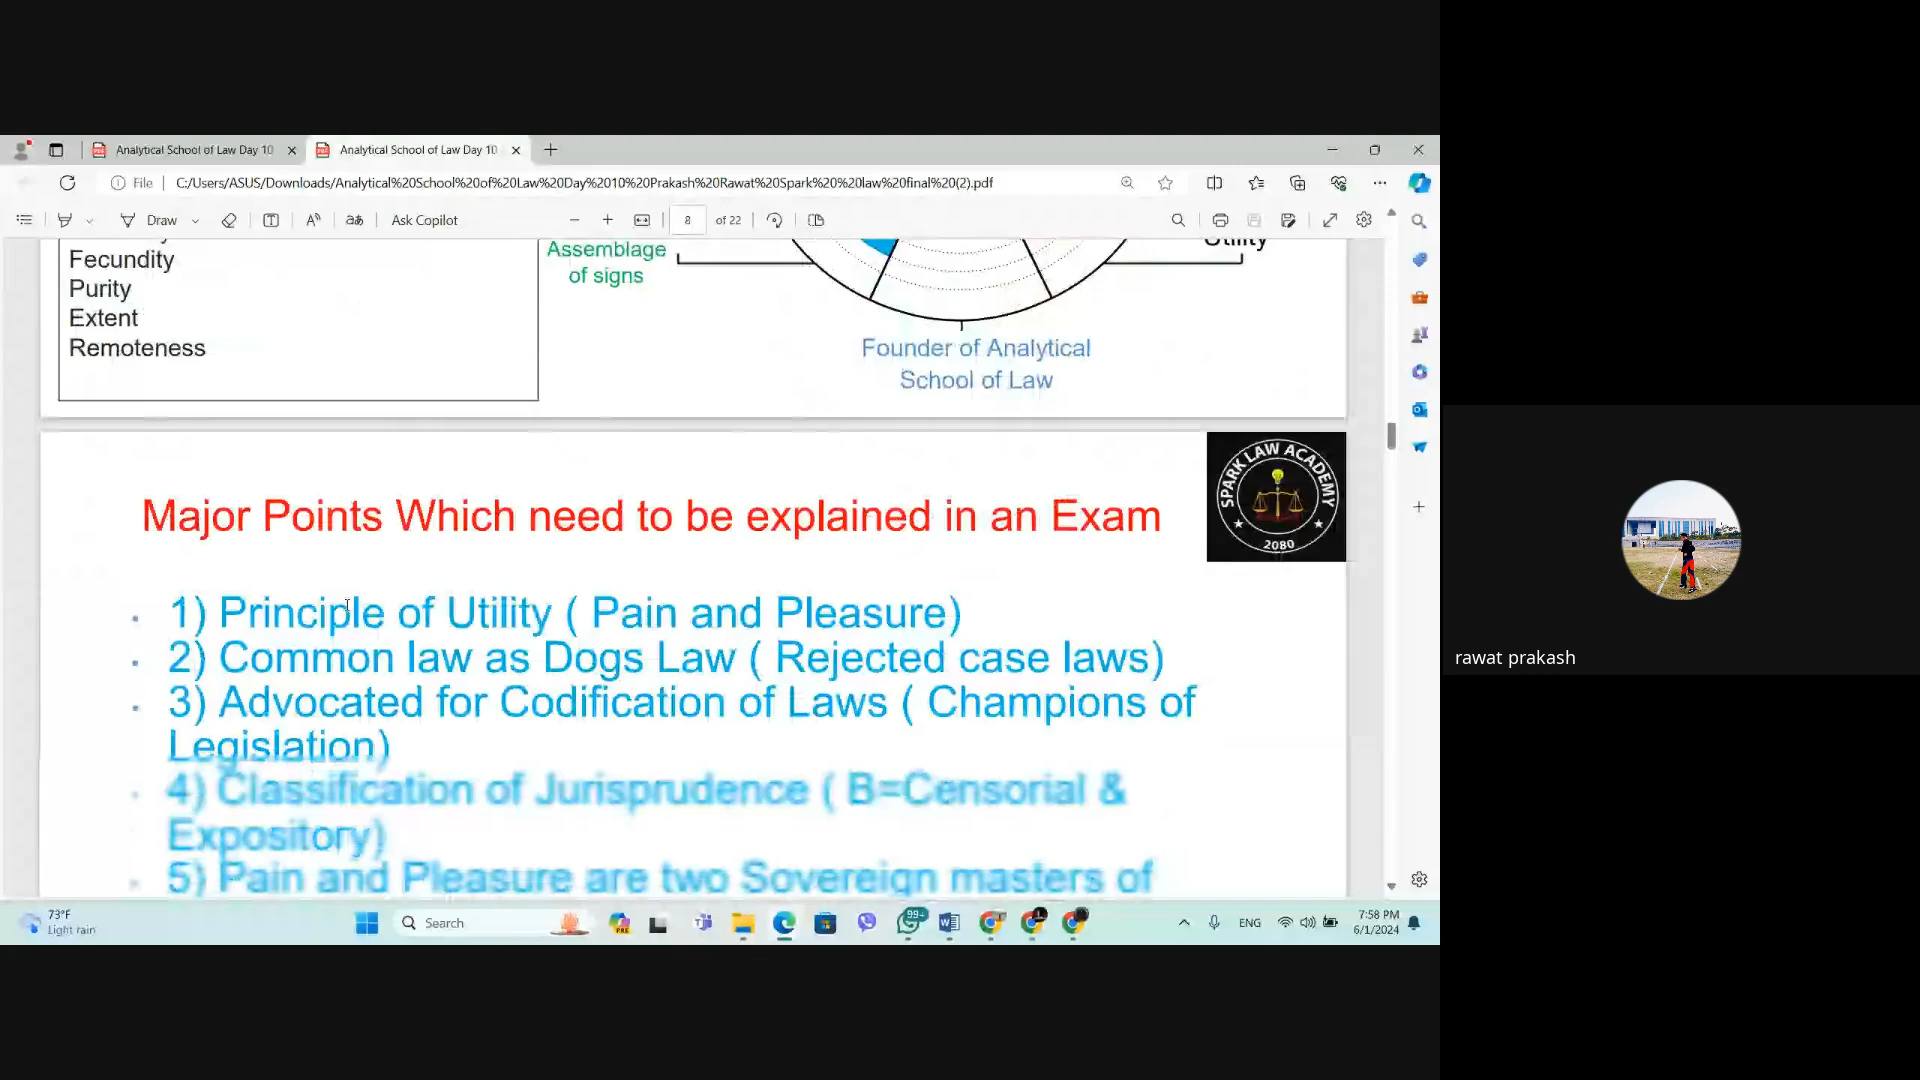 Analytical School of Law Day 10
Analytical School of Law Day 10
File
C:/Users/ASUS/Downloads/Analytical%20School%20of%20Law%20Day%2010%20Prakash%20Rawat%20Spark%20%20law%20final%20(2).pdf
Draw
Ask Copilot
8
of 22
Fecundity
Purity
Extent
Remoteness
Assemblage
of signs
Utility
Founder of Analytical
School of Law
SPARK LAW ACADEMY
2080
Major Points Which need to be explained in an Exam
1) Principle of Utility ( Pain and Pleasure)
2) Common law as Dogs Law ( Rejected case laws)
3) Advocated for Codification of Laws ( Champions of
Legislation)
4) Classification of Jurisprudence ( B=Censorial &
Expository)
5) Pain and Pleasure are two Sovereign masters of
rawat prakash
73°F
Light rain
Search
PRE
99+
ENG
7:58 PM
6/1/2024